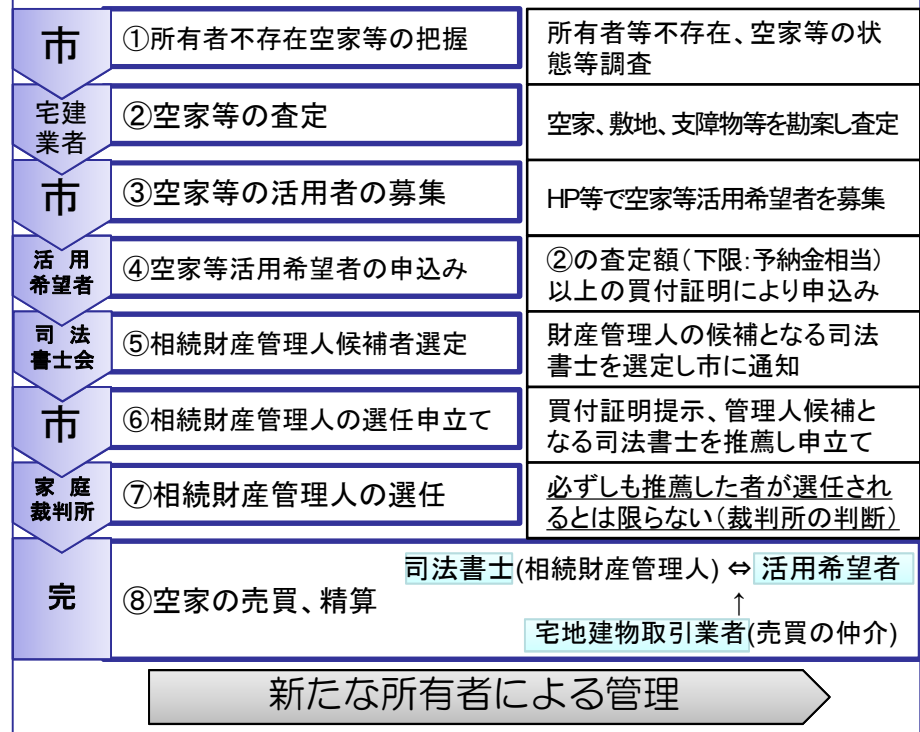 市
①所有者不存在空家等の把握
所有者等不存在、空家等の状
態等調査
宅建
業者
②空家等の査定
空家、敷地、支障物等を勘案し査定
市
③空家等の活用者の募集
HP等で空家等活用希望者を募集
活 用
希望者
④空家等活用希望者の申込み
②の査定額(下限:予納金相当)
以上の買付証明により申込み
司 法
書士会
⑤相続財産管理人候補者選定
財産管理人の候補となる司法
書士を選定し市に通知
市
⑥相続財産管理人の選任申立て
買付証明提示、管理人候補と
なる司法書士を推薦し申立て
家 庭
裁判所
⑦相続財産管理人の選任
必ずしも推薦した者が選任され
るとは限らない(裁判所の判断)
完
⑧空家の売買、精算
司法書士(相続財産管理人) ⇔ 活用希望者
↑
宅地建物取引業者(売買の仲介)
新たな所有者による管理